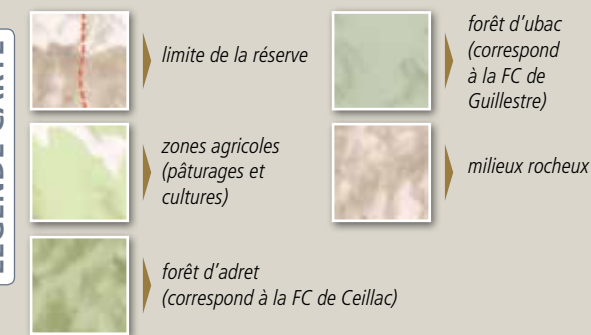 LÉGENDE CARTE
limite de la réserve
zones agricoles
(pâturages et
cultures)
forêt d'adret
(correspond à la FC de Ceillac)
forêt d'ubac
(correspond
à la FC de
Guillestre)
milieux rocheux